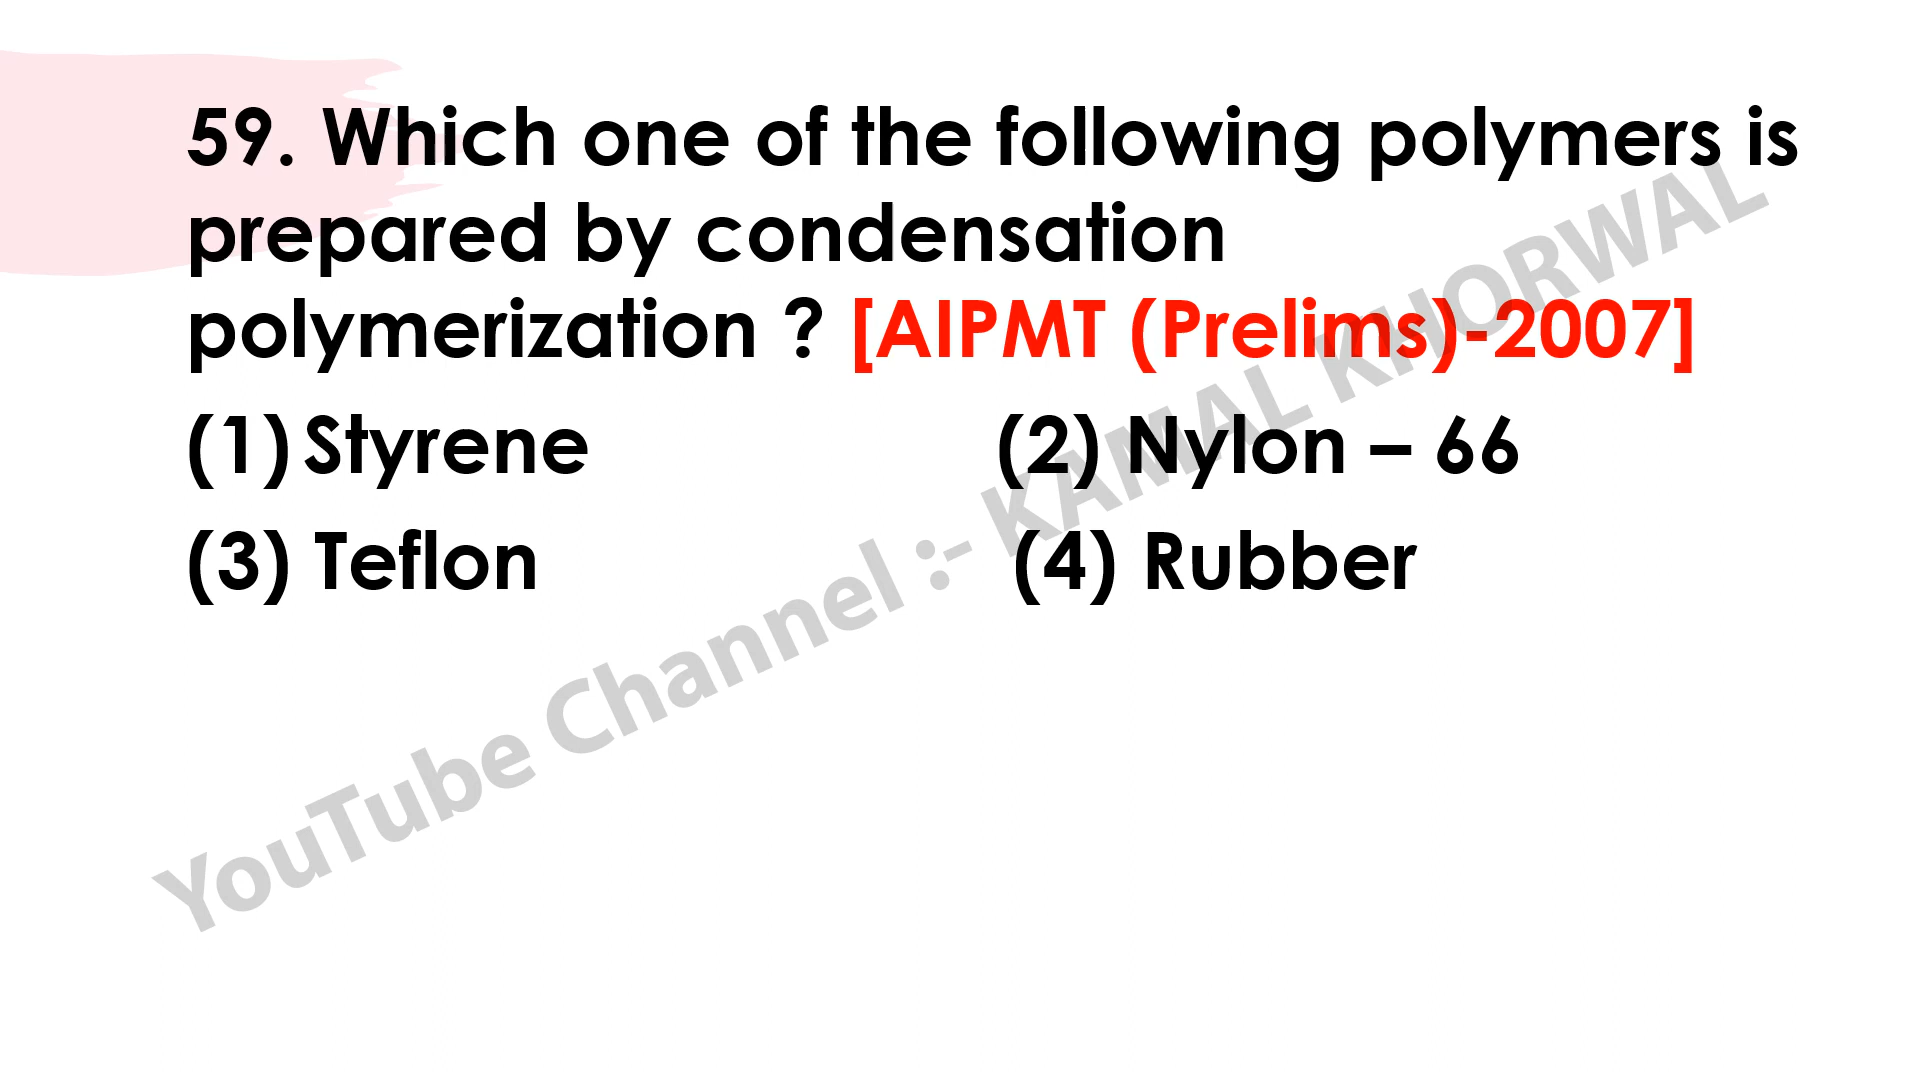 59. Which one of the following polymers is
prepared by condensation
polymerization ? [AIPMT (Prelims)-2007]
(1) Styrene (2) Nylon – 66
(3) Teflon (4) Rubber
YouTube Channel :- KAMAL KHORWAL